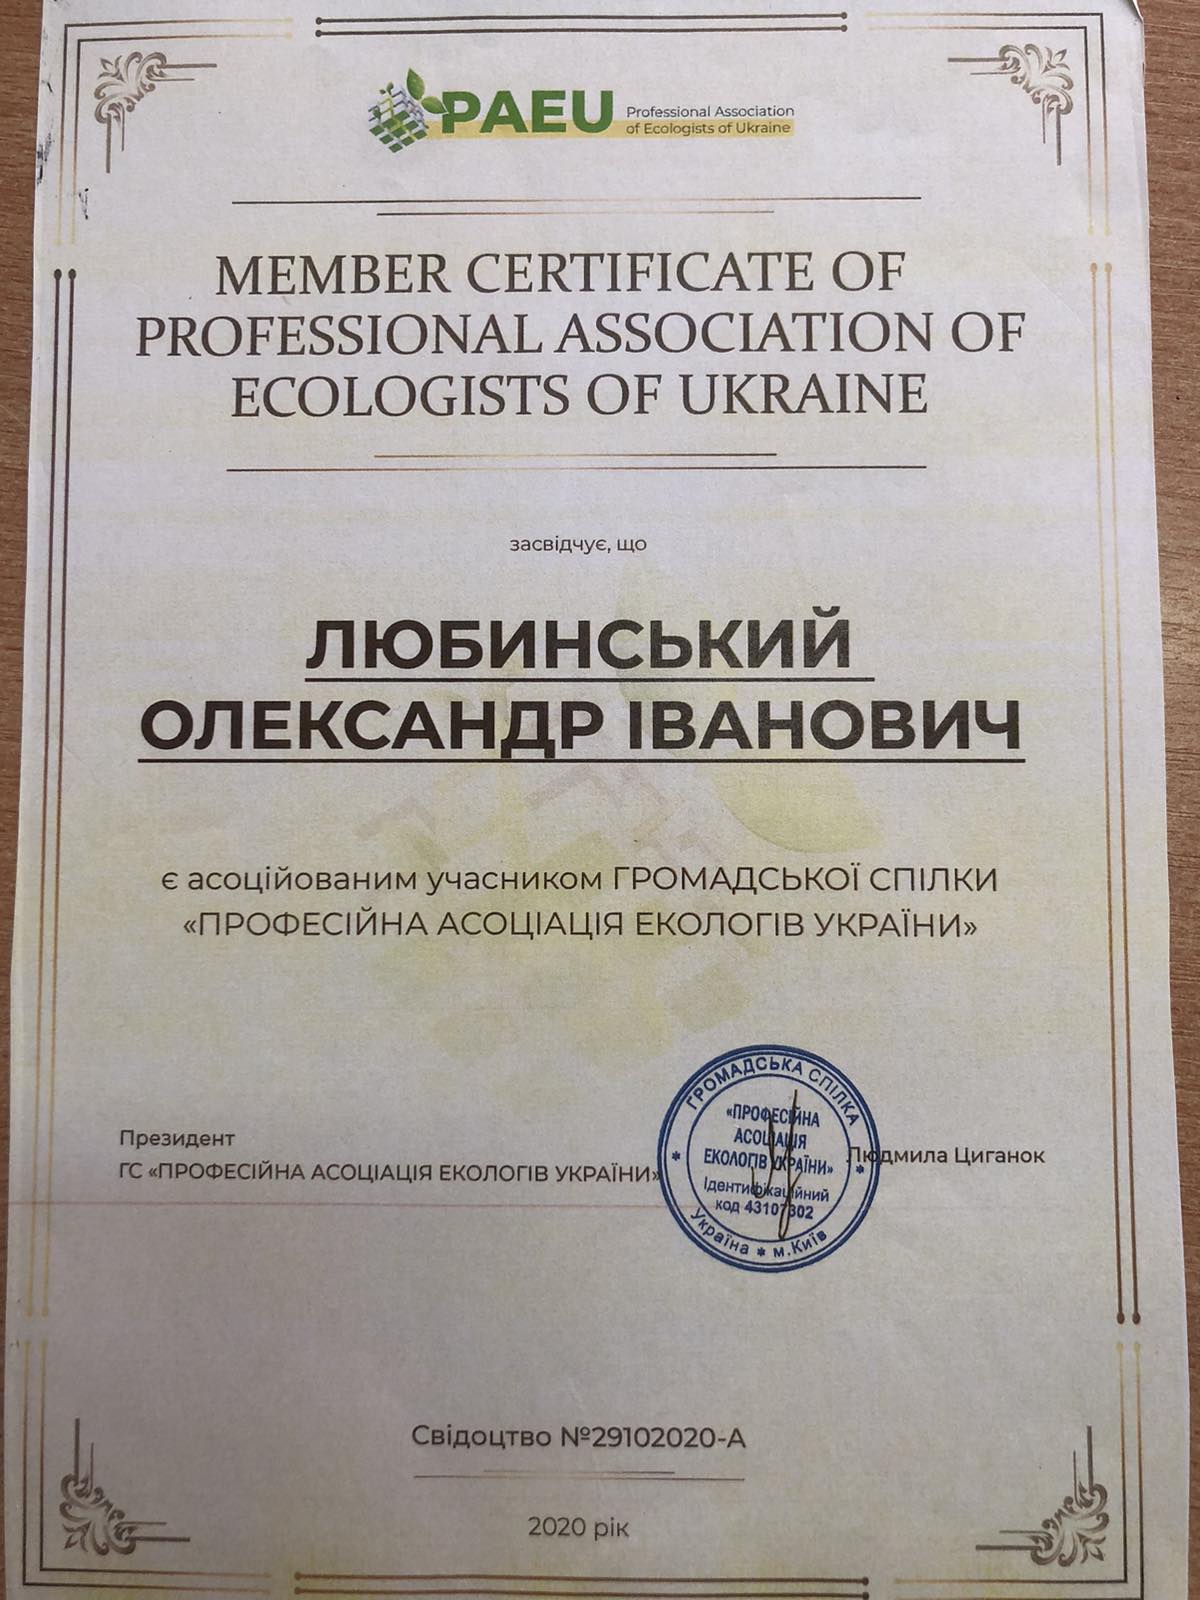 PAEU
Professional Association
of Ecologists of Ukraine
MEMBER CERTIFICATE OF
PROFESSIONAL ASSOCIATION OF
ECOLOGISTS OF UKRAINE
засвідчує, що
ЛЮБИНСЬКИЙ
ОЛЕКСАНДР ІВАНОВИЧ
є асоційованим учасником ГРОМАДСЬКОЇ СПІЛКИ
«ПРОФЕСІЙНА АСОЦІАЦІЯ ЕКОЛОГІВ УКРАЇНИ»
Президент
ГС «ПРОФЕСІЙНА АСОЦІАЦІЯ ЕКОЛОГІВ УКРАЇНИ»
ГРОМАДСЬКА СПІЛКА
«ПРОФЕСІЙНА
АСОЦІАЦІЯ
ЕКОЛОГІВ УКРАЇНИ»
Ідентифікаційний
код 43107302
Україна * м.Київ
Людмила Циганок
Свідоцтво №29102020-А
2020 рік